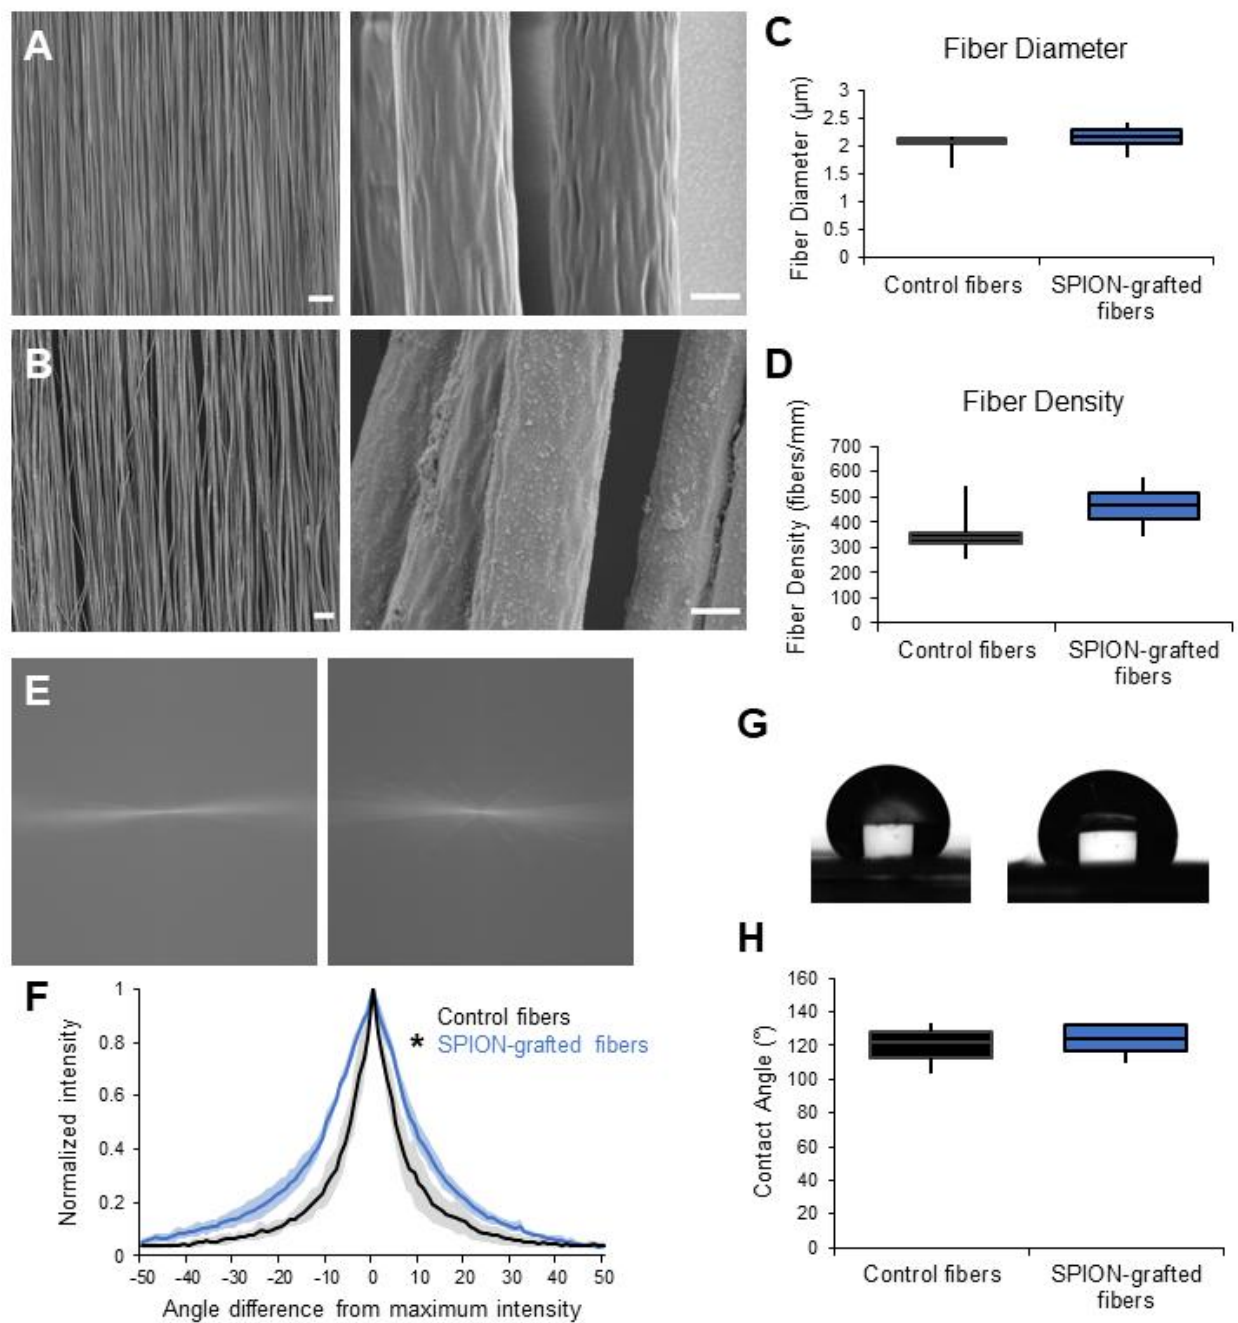 A
B
C
Fiber Diameter
Fiber Diameter (µm)
3
2.5
2
1.5
1
0.5
0
Control fibers
SPION-grafted
fibers
D
Fiber Density
Fiber Density (fibers/mm)
700
600
500
400
300
200
100
0
Control fibers
SPION-grafted
fibers
E
F
Normalized intensity
1
0.8
0.6
0.4
0.2
0
Control fibers
* SPION-grafted fibers
-50 -40 -30 -20 -10 0 10 20 30 40 50
Angle difference from maximum intensity
G
H
Contact Angle (°)
160
140
120
100
80
60
40
20
0
Control fibers
SPION-grafted
fibers